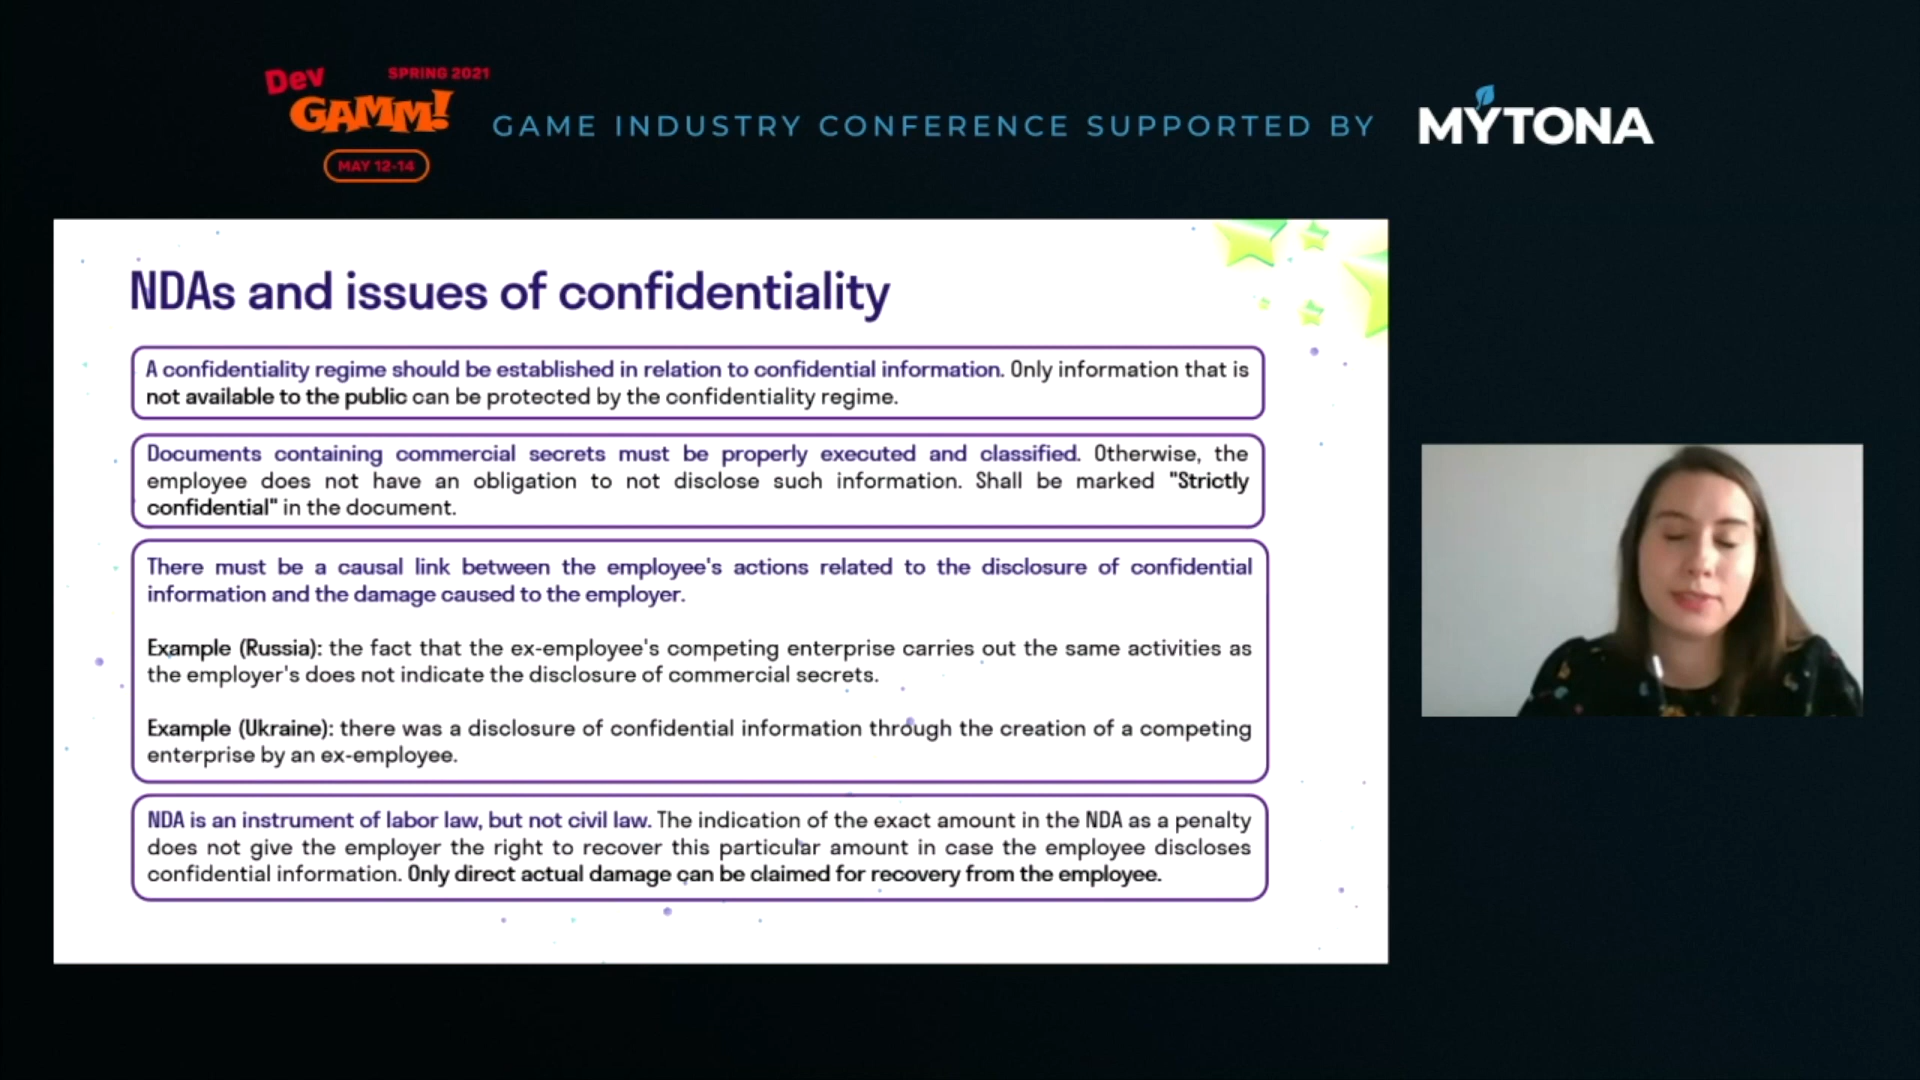 Dev
SPRING 2021
GAMM!
MAY 12-14
GAME INDUSTRY CONFERENCE SUPPORTED BY
MYTONA
NDAs and issues of confidentiality
A confidentiality regime should be established in relation to confidential information. Only information that is
not available to the public can be protected by the confidentiality regime.
Documents containing commercial secrets must be properly executed and classified. Otherwise, the
employee does not have an obligation to not disclose such information. Shall be marked "Strictly
confidential" in the document.
There must be a causal link between the employee's actions related to the disclosure of confidential
information and the damage caused to the employer.
Example (Russia): the fact that the ex-employee's competing enterprise carries out the same activities as
the employer's does not indicate the disclosure of commercial secrets.
Example (Ukraine): there was a disclosure of confidential information through the creation of a competing
enterprise by an ex-employee.
NDA is an instrument of labor law, but not civil law. The indication of the exact amount in the NDA as a penalty
does not give the employer the right to recover this particular amount in case the employee discloses
confidential information. Only direct actual damage can be claimed for recovery from the employee.